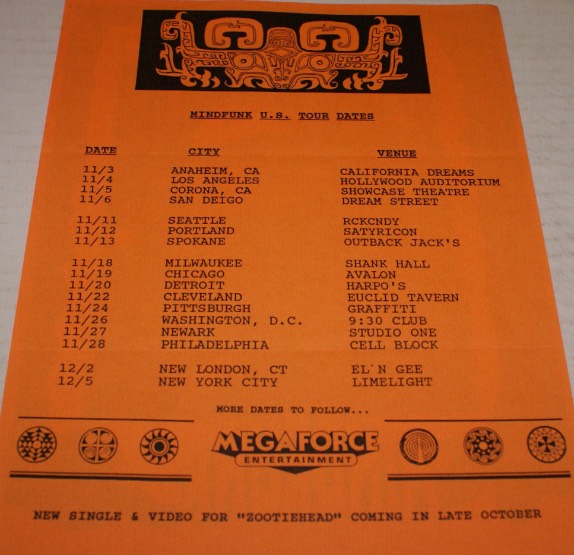 MINDFUNK U.S. TOUR DATES
DATE CITY VENUE
11/3 ANAHEIM, CA CALIFORNIA DREAMS
11/4 LOS ANGELES HOLLYWOOD AUDITORIUM
11/5 CORONA, CA SHOWCASE THEATRE
11/6 SAN DEIGO DREAM STREET
11/11 SEATTLE RCKCNDY
11/12 PORTLAND SATYRICON
11/13 SPOKANE OUTBACK JACK'S
11/18 MILWAUKEE SHANK HALL
11/19 CHICAGO AVALON
11/20 DETROIT HARPO'S
11/22 CLEVELAND EUCLID TAVERN
11/24 PITTSBURGH GRAFFITI
11/26 WASHINGTON, D.C. 9:30 CLUB
11/27 NEWARK STUDIO ONE
11/28 PHILADELPHIA CELL BLOCK
12/2 NEW LONDON, CT EL'N GEE
12/5 NEW YORK CITY LIMELIGHT
MORE DATES TO FOLLOW...
MEGAFORCE
ENTERTAINMENT
NEW SINGLE & VIDEO FOR "ZOOTIEHEAD" COMING IN LATE OCTOBER